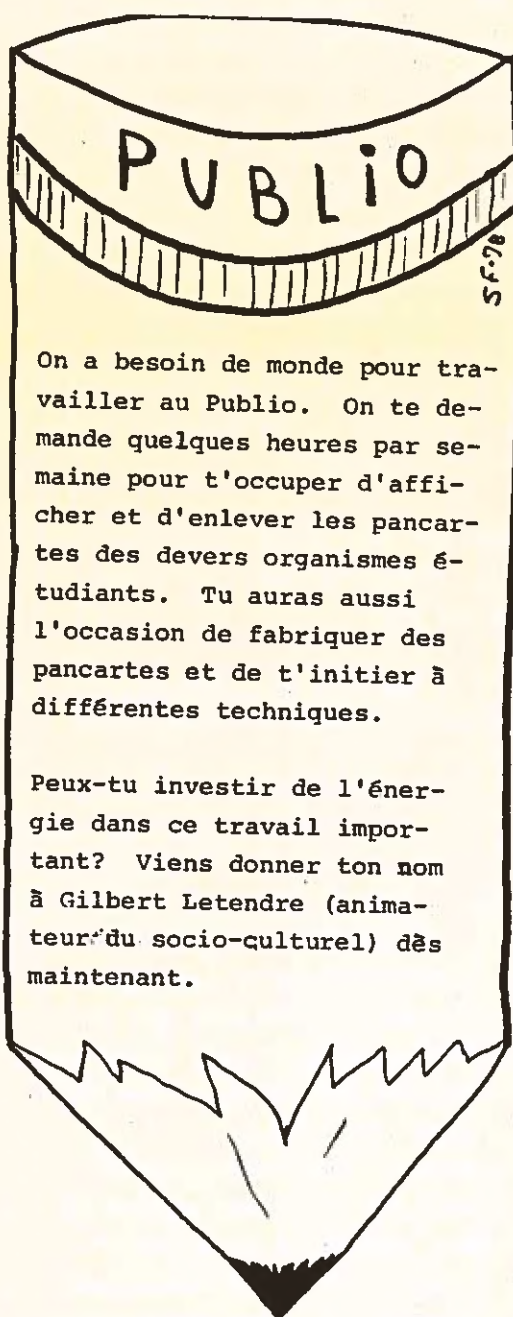 PUBLIO
SF.78
On a besoin de monde pour tra-
vailler au Publio. On te de-
mande quelques heures par se-
maine pour t'occuper d'affi-
cher et d'enlever les pancar-
tes des devers organismes é-
tudiants. Tu auras aussi
l'occasion de fabriquer des
pancartes et de t'initier à
différentes techniques.
Peux-tu investir de l'éner-
gie dans ce travail impor-
tant? Viens donner ton nom
à Gilbert Letendre (anima-
teur du socio-culturel) dès
maintenant.